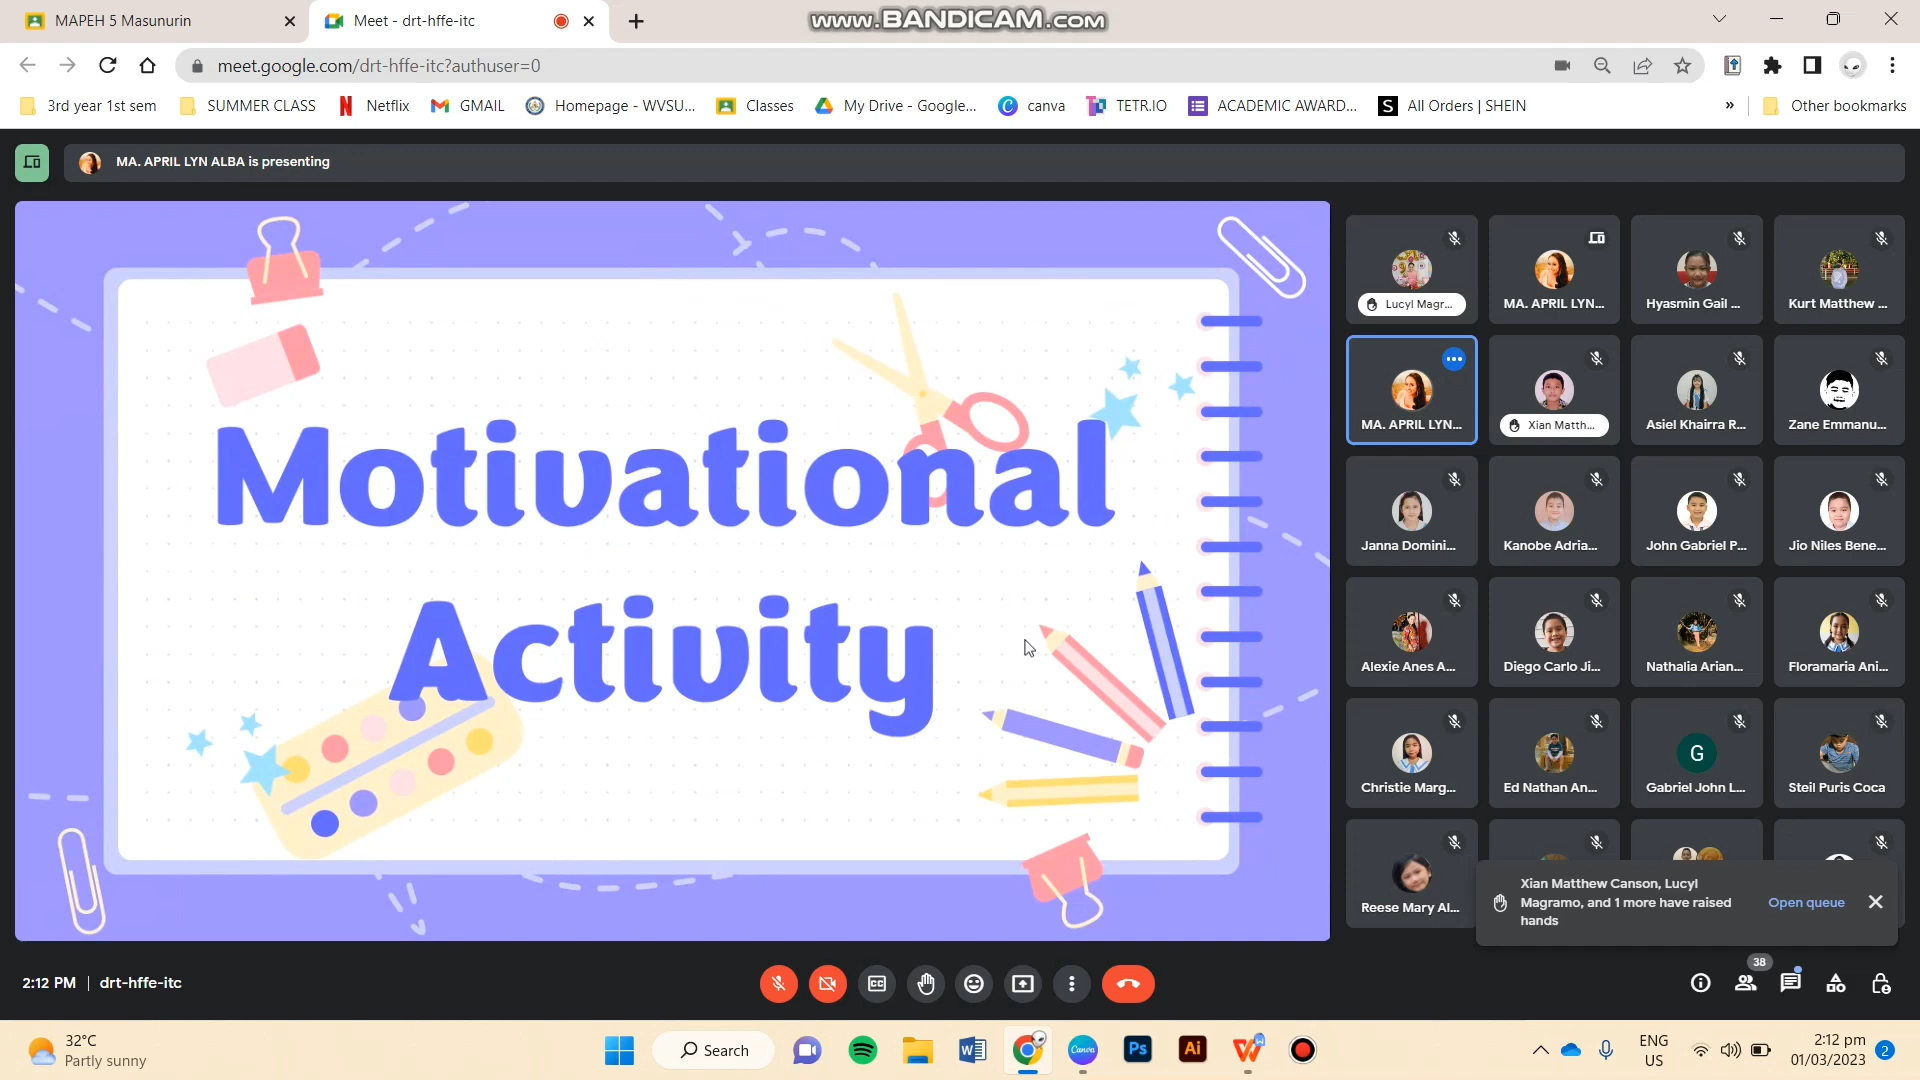 MAPEH 5 Masunurin
Meet - drt-hffe-itc
www.BANDICAM.com
meet.google.com/drt-hffe-itc?authuser=0
3rd year 1st sem
SUMMER CLASS
Netflix
GMAIL
Homepage - WVSU...
Classes
My Drive - Google...
canva
TETR.IO
ACADEMIC AWARD...
S
All Orders | SHEIN
»
Other bookmarks
MA. APRIL LYN ALBA is presenting
Motivational
Activity
Lucyl Magr...
MA. APRIL LYN...
Hyasmin Gail ...
Kurt Matthew ...
MA. APRIL LYN...
Xian Matth...
Asiel Khairra R...
Zane Emmanu...
Janna Domini...
Kanobe Adria...
John Gabriel P...
Jio Niles Bene...
Alexie Anes A...
Diego Carlo Ji...
Nathalia Arian...
Floramaria Ani...
Christie Marg...
Ed Nathan An...
G
Gabriel John L...
Steil Puris Coca
Reese Mary Al...
Xian Matthew Canson, Lucyl
Magramo, and 1 more have raised
hands
Open queue
2:12 PM | drt-hffe-itc
CC
38
32°C
Partly sunny
Search
Canva
Ps
Ai
ENG
US
2:12 pm
01/03/2023
2